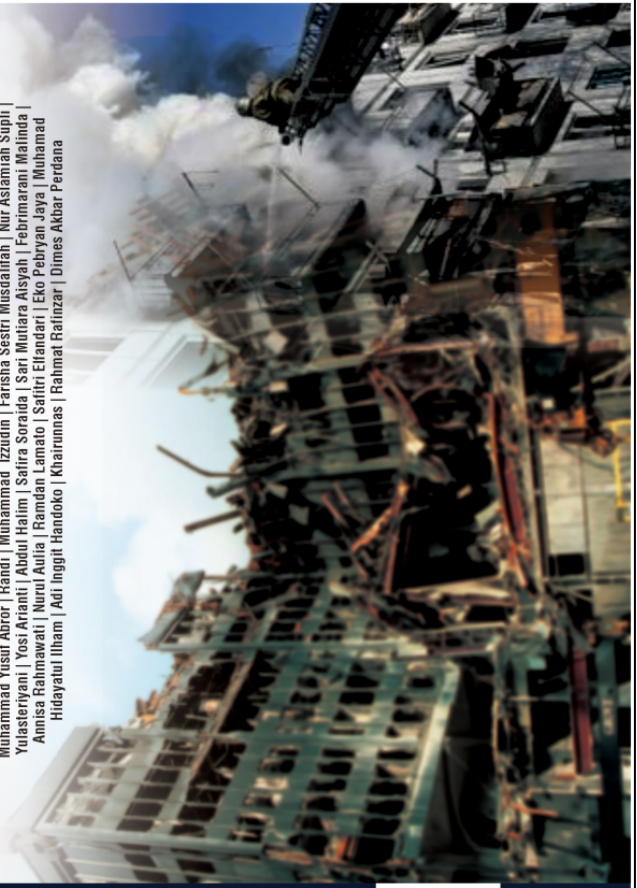 Muhammad Yusuf Abror | Randi | Muhammad Izzudin | Farisha Sestri Musdalifah | Nur Aslamiah Supli |
Yulasteriyani | Yosi Arianti | Abdul Halim | Safira Soraida | Sari Mutiara Aisyah | Febrimarani Malinda |
Annisa Rahmawati | Nurul Aulia | Ramdan Lamato | Safitri Elfandari | Eko Pebryan Jaya | Muhamad
Hidayatul Ilham | Adi Inggit Handoko | Khairunnas | Rahmat Rafinzar | Dimes Akbar Perdana